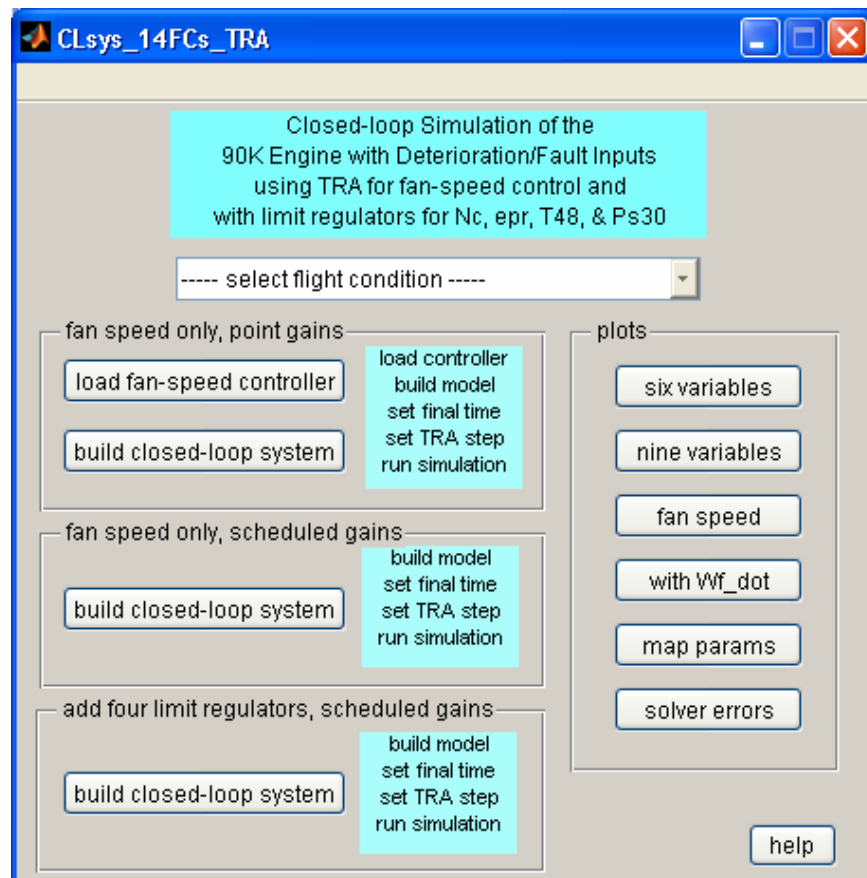 CLsys_14FCs_TRA
Closed-loop Simulation of the
90K Engine with Deterioration/Fault Inputs
using TRA for fan-speed control and
with limit regulators for Nc, epr, T48, & Ps30
----- select flight condition -----
fan speed only, point gains
load fan-speed controller
build closed-loop system
load controller
build model
set final time
set TRA step
run simulation
fan speed only, scheduled gains
build closed-loop system
build model
set final time
set TRA step
run simulation
add four limit regulators, scheduled gains
build closed-loop system
build model
set final time
set TRA step
run simulation
plots
six variables
nine variables
fan speed
with Wf_dot
map params
solver errors
help